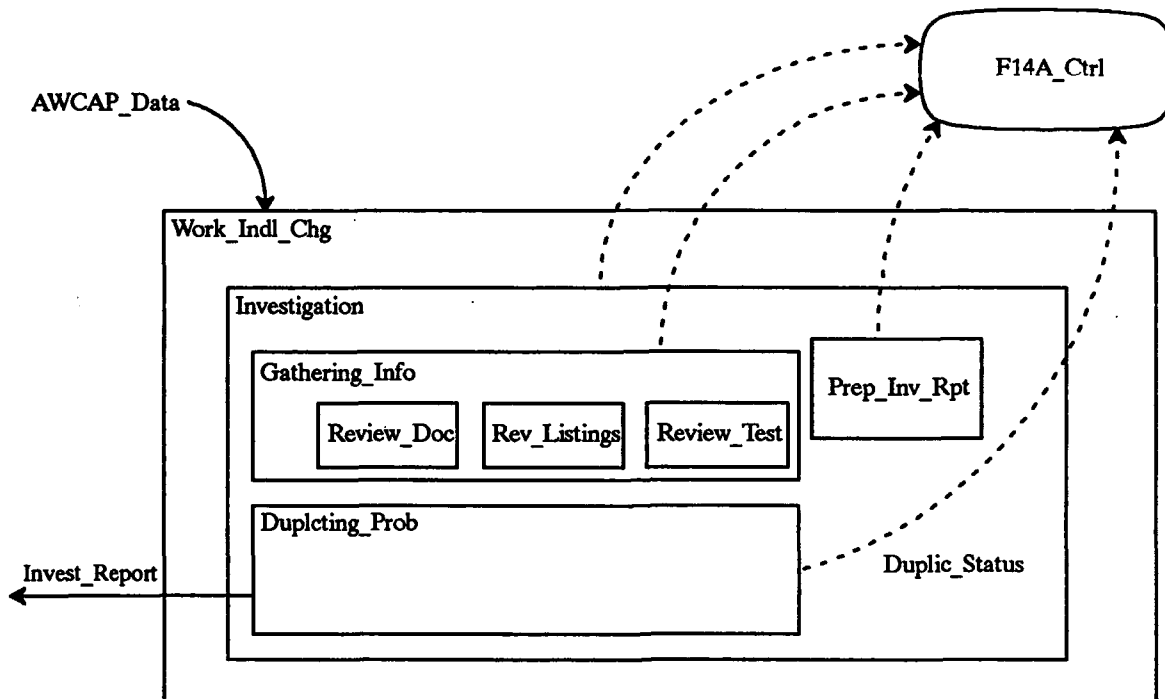 F14A_Ctrl
AWCAP_Data
Work_Indl_Chg
Investigation
Gathering_Info
Prep_Inv_Rpt
Review_Doc
Rev_Listings
Review_Test
Duplcting_Prob
Invest_Report
Duplic_Status